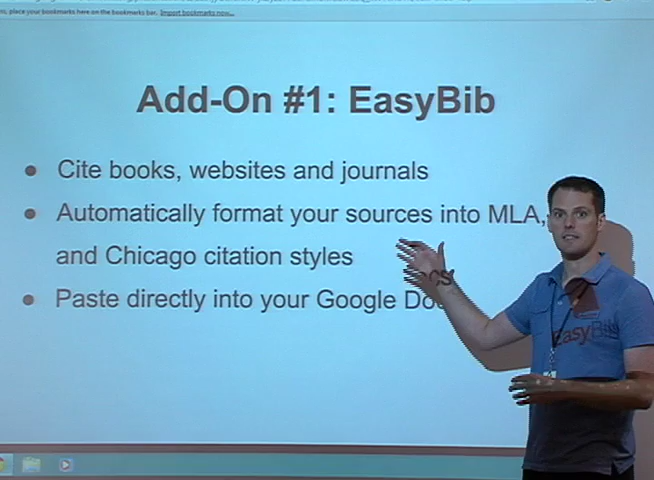 place your bookmarks here on the bookmarks bar. Import bookmarks now...
Add-On #1: EasyBib
• Cite books, websites and journals
• Automatically format your sources into MLA,
and Chicago citation styles
• Paste directly into your Google Docs
EasyBib